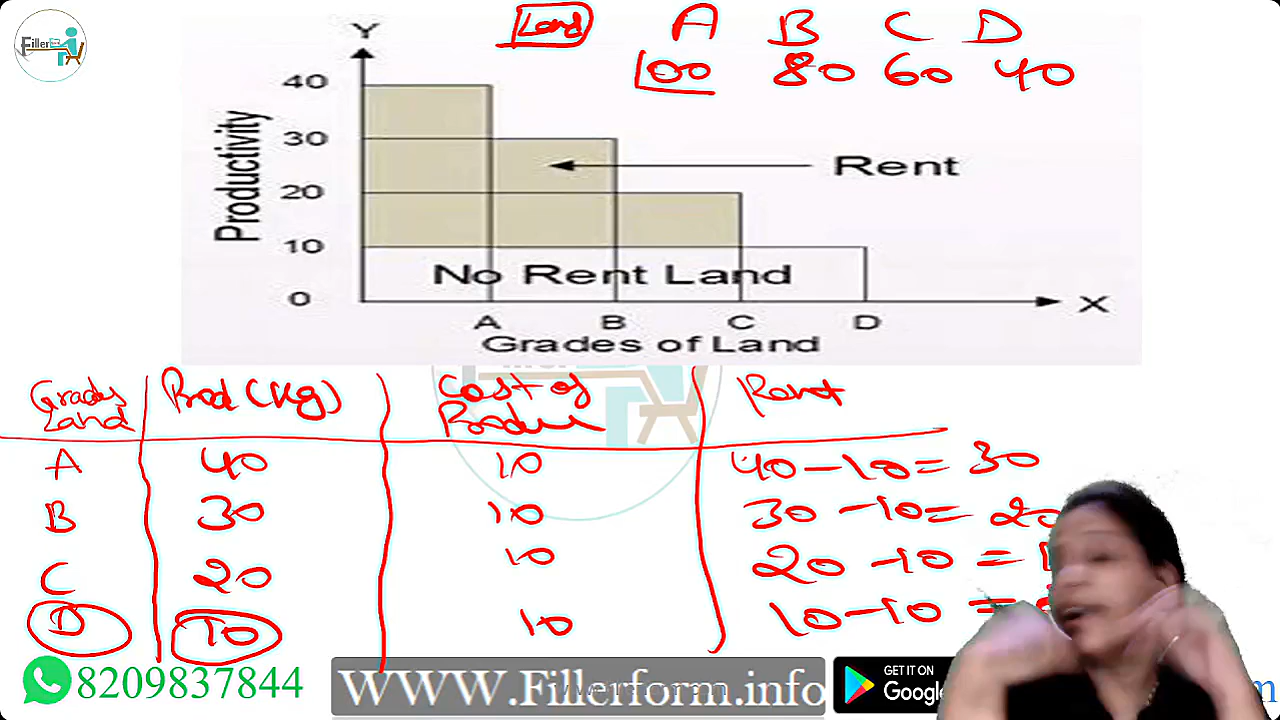 Filler
Land A B C D
100 80 60 40
Y
40
30
20
10
0
Productivity
Rent
No Rent Land
A B C D X
Grades of Land
Grades Land Prod (Kg) Cost of Rent
A 40 10 40-10= 30
B 30 10 30-10= 20
C 20 10 20-10 =
D 10 10 10-10 =
8209837844 WWW.Fillerform.info GET IT ON
Google